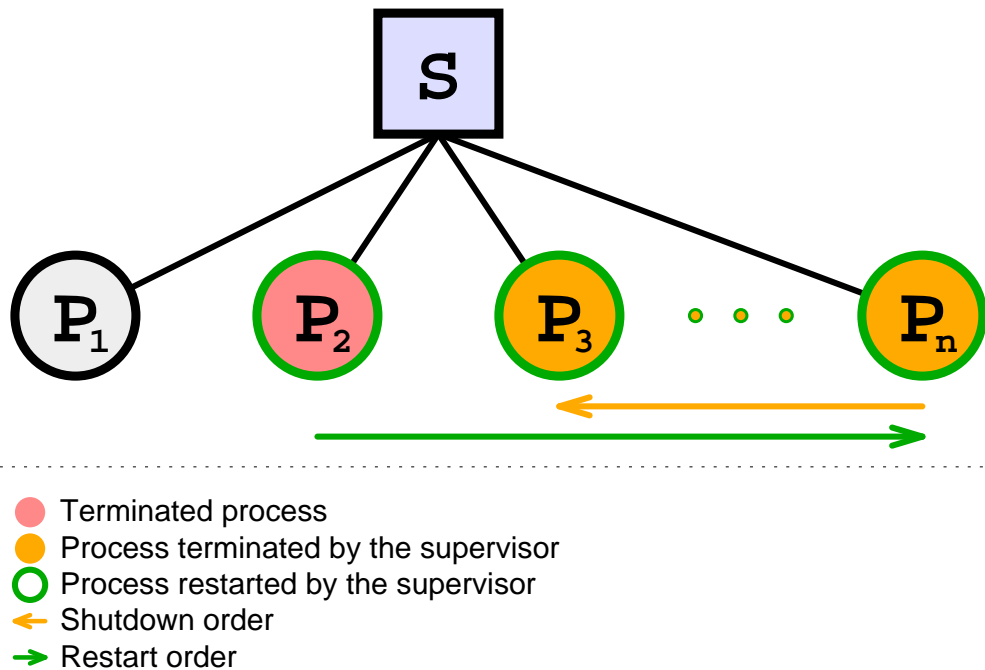 S
P1 P2 P3 Pn
Terminated process
Process terminated by the supervisor
Process restarted by the supervisor
Shutdown order
Restart order